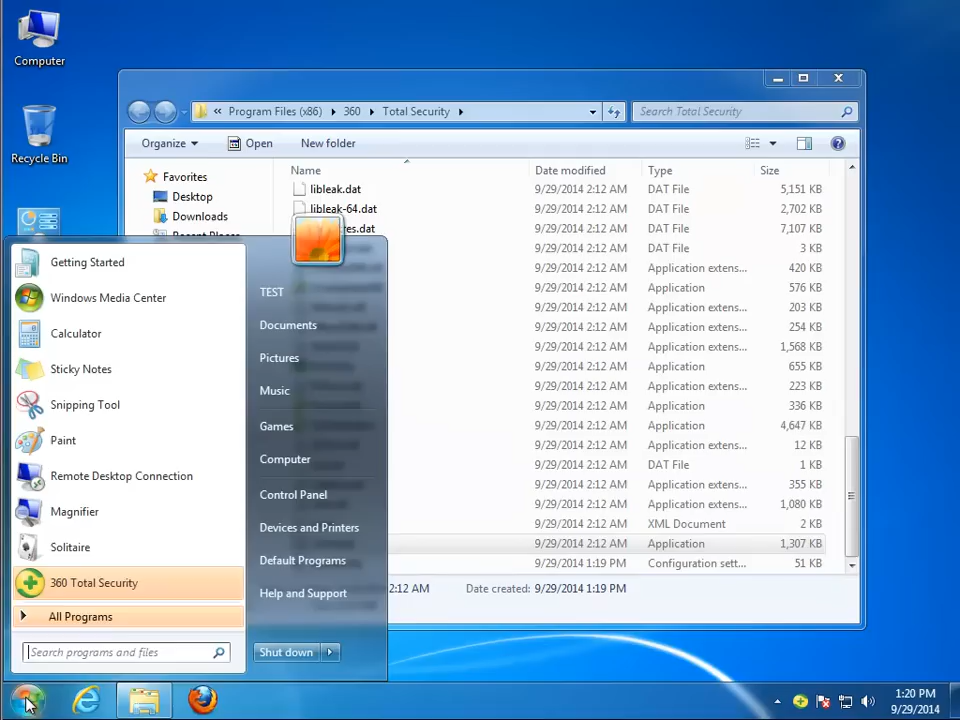 Computer
Recycle Bin
Program Files (x86)
360
Total Security
Search Total Security
Organize
Open
New folder
Name
Date modified
Type
Size
Favorites
Desktop
Downloads
libleak.dat 9/29/2014 2:12 AM DAT File 5,151 KB
libleak-64.dat 9/29/2014 2:12 AM DAT File 2,702 KB
res.dat 9/29/2014 2:12 AM DAT File 7,107 KB
9/29/2014 2:12 AM DAT File 3 KB
9/29/2014 2:12 AM Application extens... 420 KB
9/29/2014 2:12 AM Application 576 KB
9/29/2014 2:12 AM Application extens... 203 KB
9/29/2014 2:12 AM Application extens... 254 KB
9/29/2014 2:12 AM Application extens... 1,568 KB
9/29/2014 2:12 AM Application 655 KB
9/29/2014 2:12 AM Application extens... 223 KB
9/29/2014 2:12 AM Application extens... 336 KB
9/29/2014 2:12 AM Application extens... 4,647 KB
9/29/2014 2:12 AM Application extens... 12 KB
9/29/2014 2:12 AM DAT File 1 KB
9/29/2014 2:12 AM Application extens... 355 KB
9/29/2014 2:12 AM Application extens... 1,080 KB
9/29/2014 2:12 AM XML Document 2 KB
9/29/2014 2:12 AM Application 1,307 KB
9/29/2014 1:19 PM Configuration sett... 51 KB
2:12 AM Date created: 9/29/2014 1:19 PM
Getting Started
Windows Media Center
Calculator
Sticky Notes
Snipping Tool
Paint
Remote Desktop Connection
Magnifier
Solitaire
360 Total Security
All Programs
Search programs and files
TEST
Documents
Pictures
Music
Games
Computer
Control Panel
Devices and Printers
Default Programs
Help and Support
Shut down
1:20 PM
9/29/2014